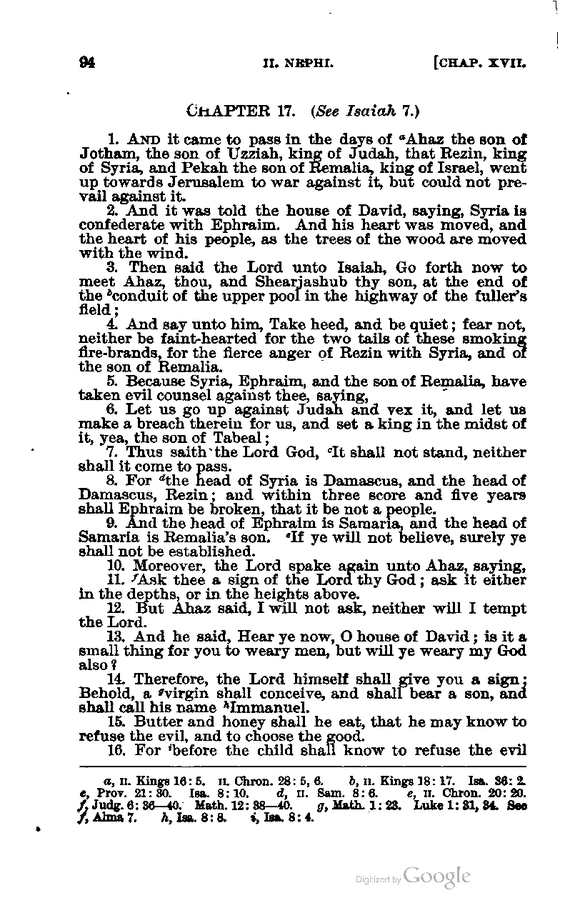 94 II. NEPHI. [CHAP. XVII.
CHAPTER 17. (See Isaiah 7.)
1. AND it came to pass in the days of ᵃAhaz the son of
Jotham, the son of Uzziah, king of Judah, that Rezin, king
of Syria, and Pekah the son of Remalia, king of Israel, went
up towards Jerusalem to war against it, but could not pre-
vail against it.
2. And it was told the house of David, saying, Syria is
confederate with Ephraim. And his heart was moved, and
the heart of his people, as the trees of the wood are moved
with the wind.
3. Then said the Lord unto Isaiah, Go forth now to
meet Ahaz, thou, and Shearjashub thy son, at the end of
the ᵇconduit of the upper pool in the highway of the fuller's
field;
4. And say unto him, Take heed, and be quiet; fear not,
neither be faint-hearted for the two tails of these smoking
fire-brands, for the fierce anger of Rezin with Syria, and of
the son of Remalia.
5. Because Syria, Ephraim, and the son of Remalia, have
taken evil counsel against thee, saying,
6. Let us go up against Judah and vex it, and let us
make a breach therein for us, and set a king in the midst of
it, yea, the son of Tabeal;
7. Thus saith the Lord God, ᶜIt shall not stand, neither
shall it come to pass.
8. For ᵈthe head of Syria is Damascus, and the head of
Damascus, Rezin; and within three score and five years
shall Ephraim be broken, that it be not a people.
9. And the head of Ephraim is Samaria, and the head of
Samaria is Remalia's son. ᵉIf ye will not believe, surely ye
shall not be established.
10. Moreover, the Lord spake again unto Ahaz, saying,
11. ᶠAsk thee a sign of the Lord thy God; ask it either
in the depths, or in the heights above.
12. But Ahaz said, I will not ask, neither will I tempt
the Lord.
13. And he said, Hear ye now, O house of David; is it a
small thing for you to weary men, but will ye weary my God
also?
14. Therefore, the Lord himself shall give you a sign;
Behold, a ᵍvirgin shall conceive, and shall bear a son, and
shall call his name ʰImmanuel.
15. Butter and honey shall he eat, that he may know to
refuse the evil, and to choose the good.
16. For ⁱbefore the child shall know to refuse the evil
a, II. Kings 16:5. II. Chron. 28:5, 6. b, II. Kings 18:17. Isa. 36:2.
c, Prov. 21:30. Isa. 8:10. d, II. Sam. 8:6. e, II. Chron. 20:20.
f, Judg. 6:36—40. Math. 12:38—40. g, Math. 1:23. Luke 1:31, 34. See
f, Alma 7. h, Isa. 8:8. i, Isa. 8:4.
Digitized by Google